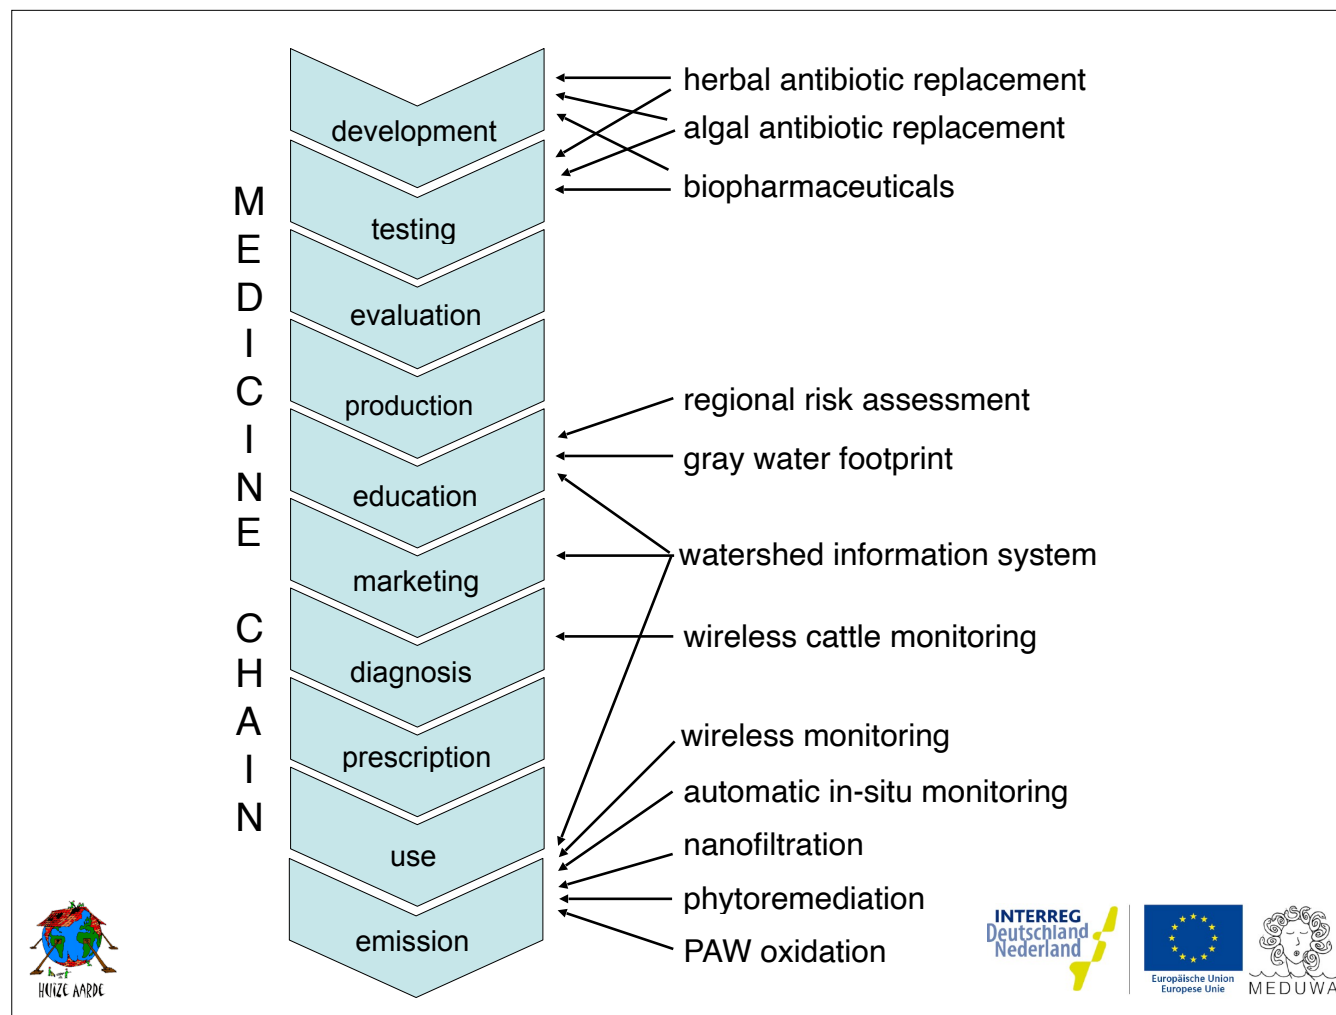 MEDICINE CHAIN
development
testing
evaluation
production
education
marketing
diagnosis
prescription
use
emission
herbal antibiotic replacement
algal antibiotic replacement
biopharmaceuticals
regional risk assessment
gray water footprint
watershed information system
wireless cattle monitoring
wireless monitoring
automatic in-situ monitoring
nanofiltration
phytoremediation
PAW oxidation
HUIZE AARDE
INTERREG
Deutschland
Nederland
Europäische Union
Europese Unie
MEDUWA